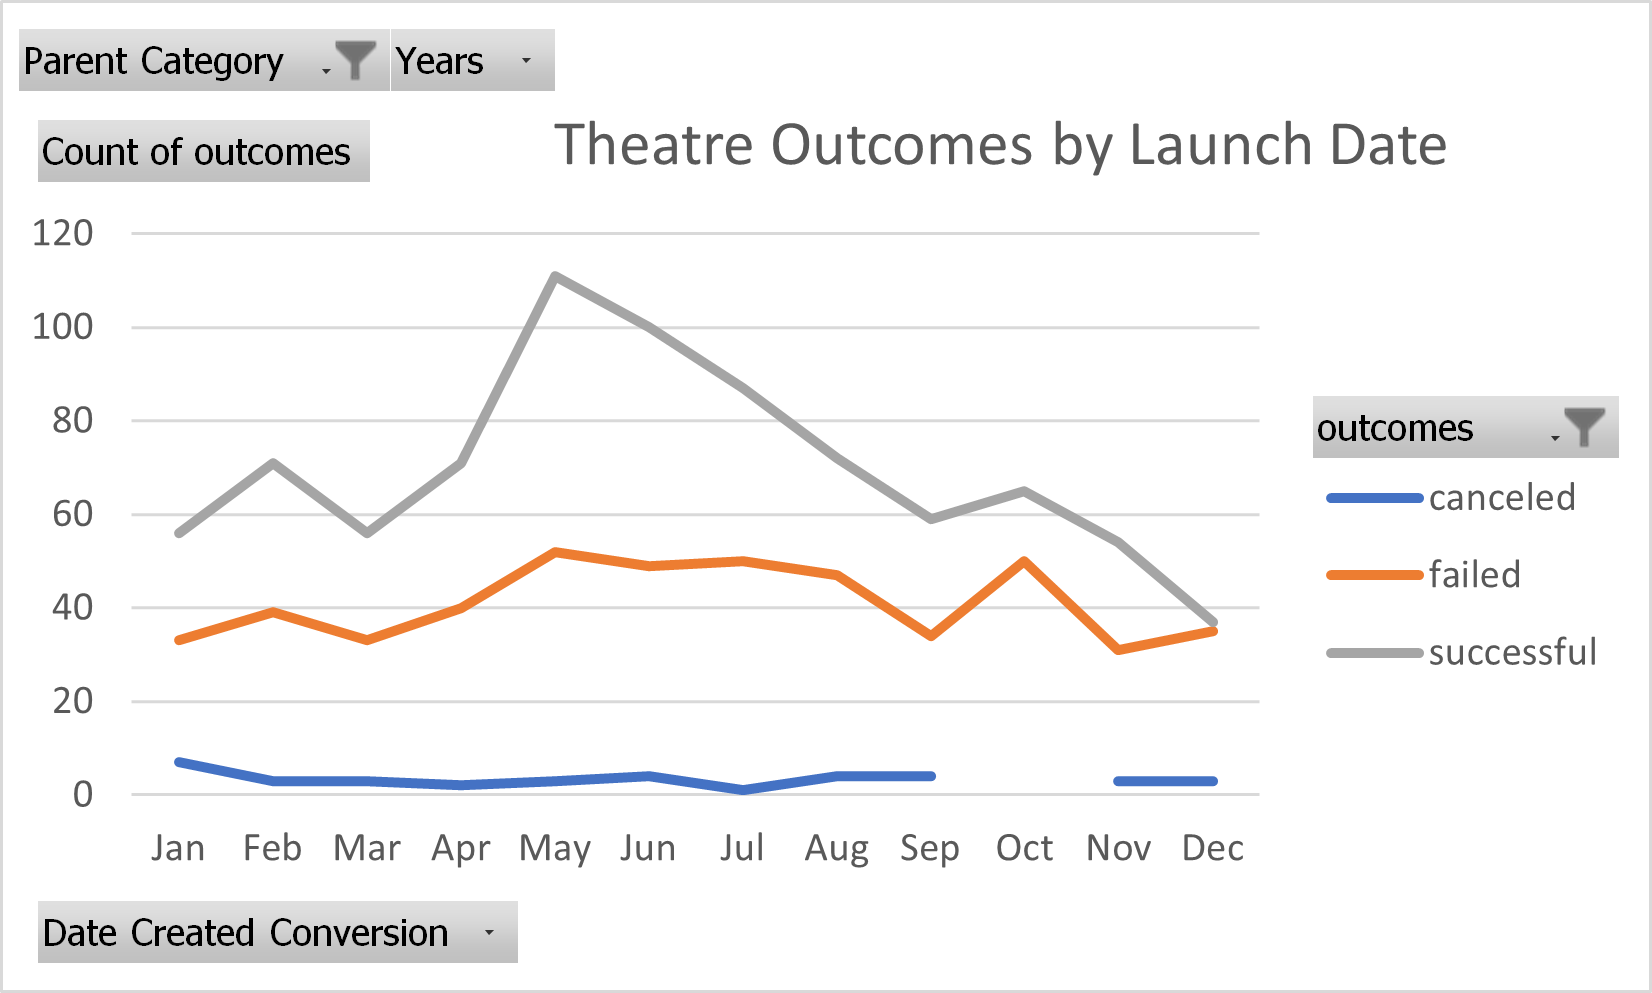 Parent Category Years
Count of outcomes
Theatre Outcomes by Launch Date
120
100
80
60
40
20
0
Jan Feb Mar Apr May Jun Jul Aug Sep Oct Nov Dec
outcomes
canceled
failed
successful
Date Created Conversion